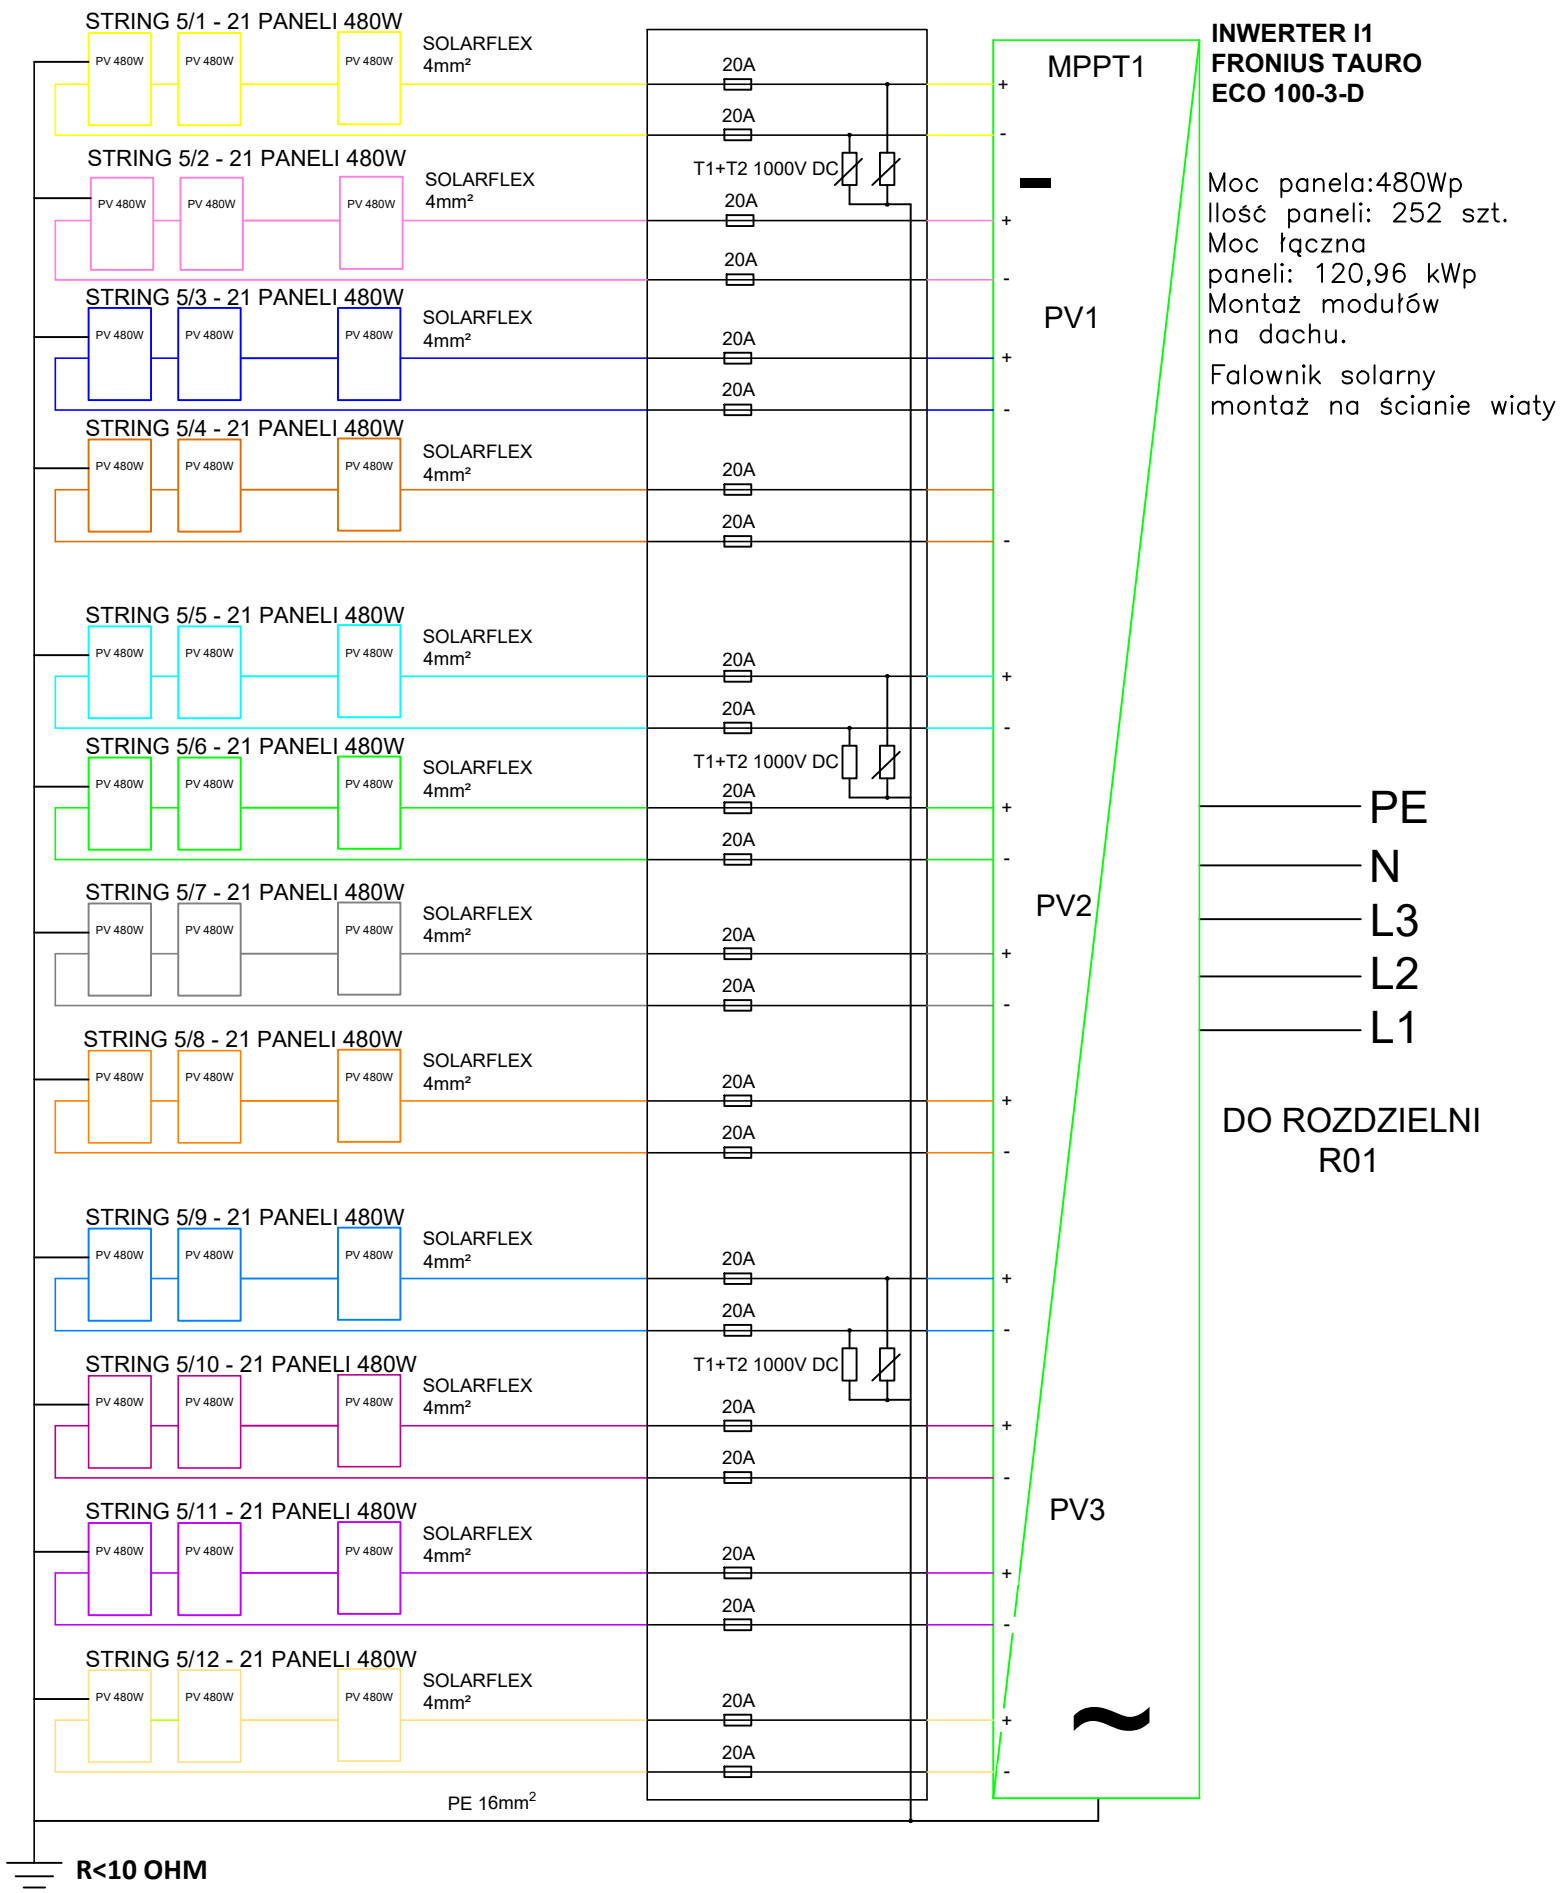 STRING 5/1 - 21 PANELI 480W
PV 480W PV 480W PV 480W
SOLARFLEX
4mm²
20A
20A
T1+T2 1000V DC
STRING 5/2 - 21 PANELI 480W
PV 480W PV 480W PV 480W
SOLARFLEX
4mm²
20A
20A
STRING 5/3 - 21 PANELI 480W
PV 480W PV 480W PV 480W
SOLARFLEX
4mm²
20A
20A
STRING 5/4 - 21 PANELI 480W
PV 480W PV 480W PV 480W
SOLARFLEX
4mm²
20A
20A
STRING 5/5 - 21 PANELI 480W
PV 480W PV 480W PV 480W
SOLARFLEX
4mm²
20A
20A
T1+T2 1000V DC
STRING 5/6 - 21 PANELI 480W
PV 480W PV 480W PV 480W
SOLARFLEX
4mm²
20A
20A
STRING 5/7 - 21 PANELI 480W
PV 480W PV 480W PV 480W
SOLARFLEX
4mm²
20A
20A
STRING 5/8 - 21 PANELI 480W
PV 480W PV 480W PV 480W
SOLARFLEX
4mm²
20A
20A
STRING 5/9 - 21 PANELI 480W
PV 480W PV 480W PV 480W
SOLARFLEX
4mm²
20A
20A
T1+T2 1000V DC
STRING 5/10 - 21 PANELI 480W
PV 480W PV 480W PV 480W
SOLARFLEX
4mm²
20A
20A
STRING 5/11 - 21 PANELI 480W
PV 480W PV 480W PV 480W
SOLARFLEX
4mm²
20A
20A
STRING 5/12 - 21 PANELI 480W
PV 480W PV 480W PV 480W
SOLARFLEX
4mm²
20A
20A
PE 16mm²
R<10 OHM
MPPT1
+
-
+
-
PV1
+
-
-
+
-
+
-
PV2
+
-
+
-
+
-
+
-
PV3
+
-
+
-
~
INWERTER I1
FRONIUS TAURO
ECO 100-3-D
Moc panela:480Wp
Ilość paneli: 252 szt.
Moc łączna
paneli: 120,96 kWp
Montaż modułów
na dachu.
Falownik solarny
montaż na ścianie wiaty
PE
N
L3
L2
L1
DO ROZDZIELNI
R01